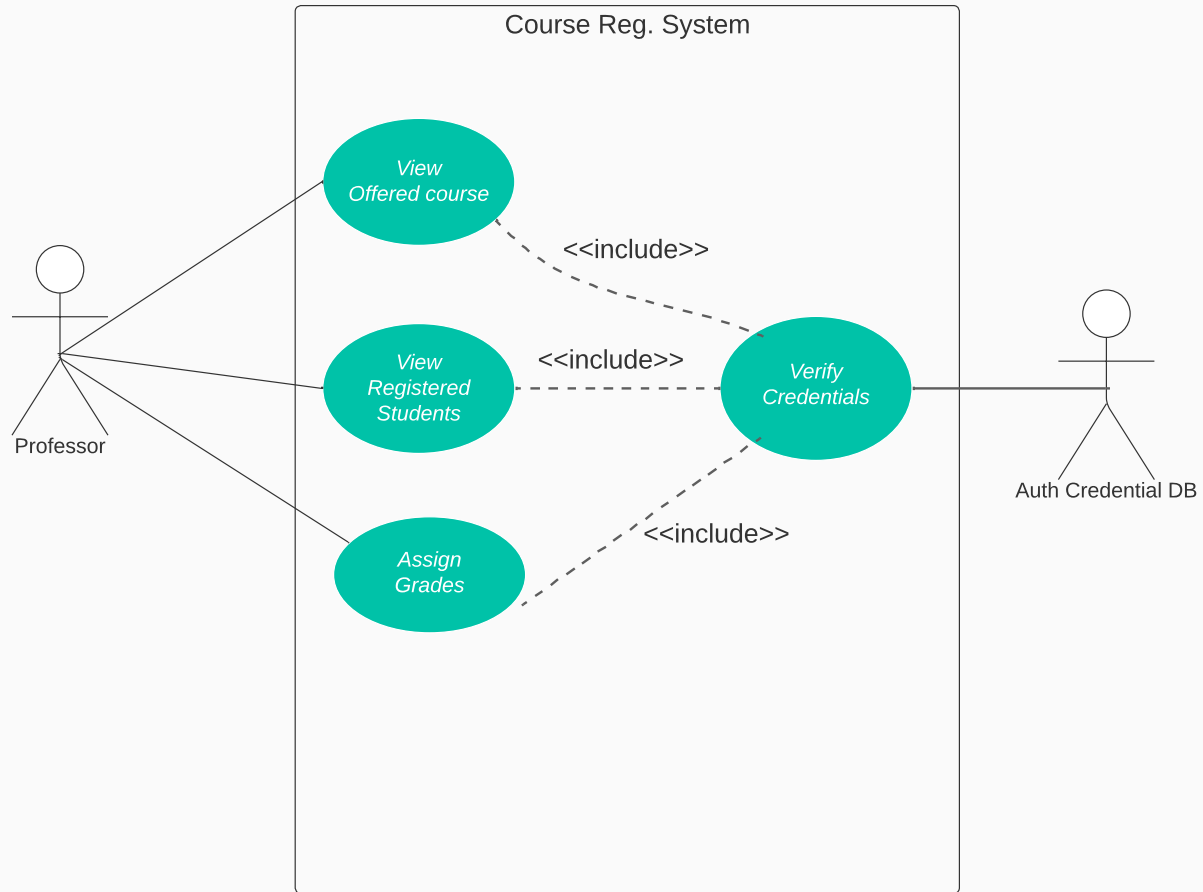 Course Reg. System
View
Offered course
<<include>>
View
Registered
Students
<<include>>
Verify
Credentials
Professor
Auth Credential DB
<<include>>
Assign
Grades